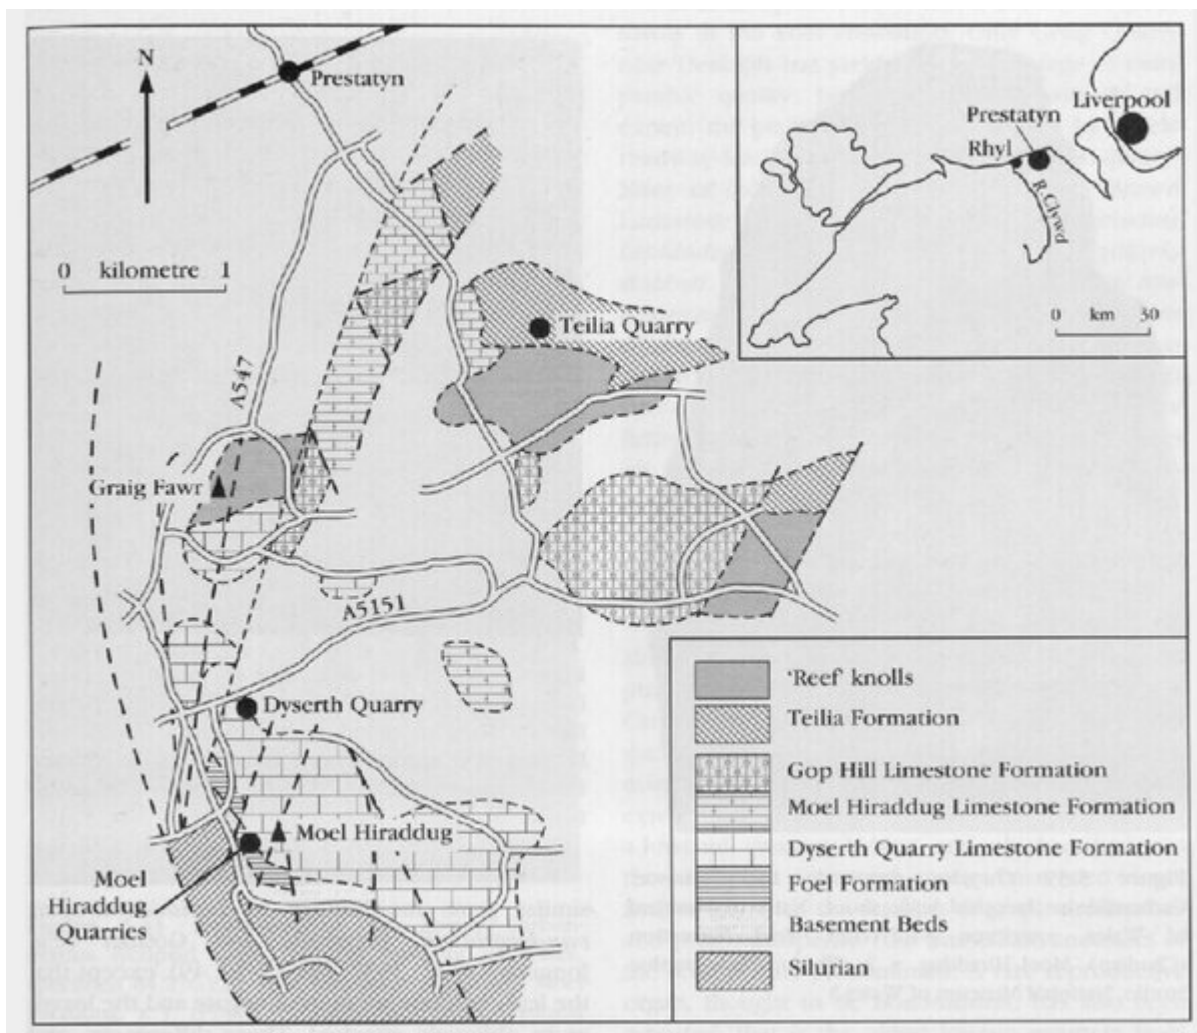 N
Prestatyn
0 kilometre 1
A547
Teilia Quarry
Graig Fawr
A5151
Dyserth Quarry
Moel Hiraddug
Moel
Hiraddug
Quarries
Liverpool
Prestatyn
Rhyl
R. Clywd
0 km 30
'Reef' knolls
Teilia Formation
Gop Hill Limestone Formation
Moel Hiraddug Limestone Formation
Dyserth Quarry Limestone Formation
Foel Formation
Basement Beds
Silurian